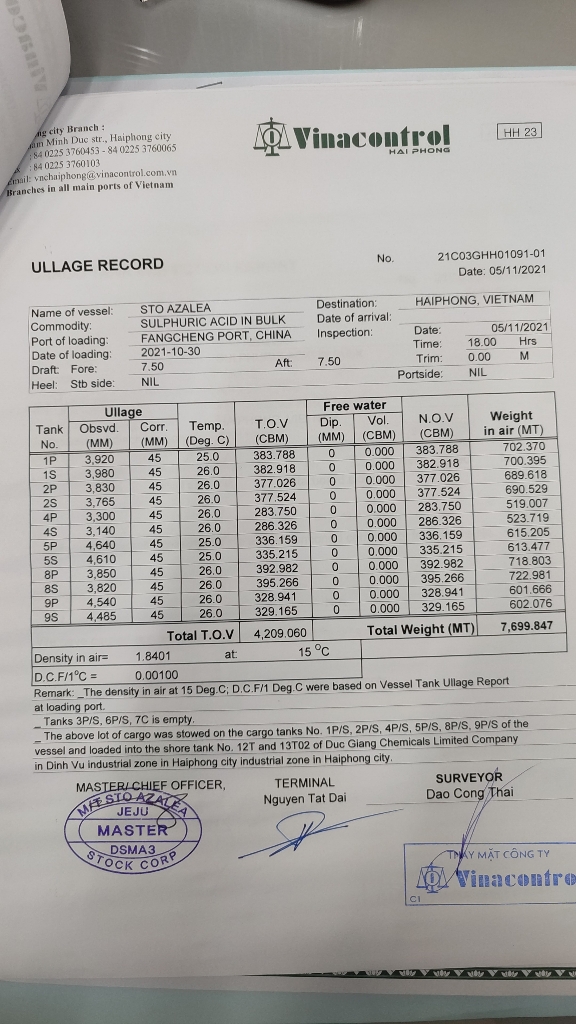 ng city Branch :
Minh Duc str., Haiphong city
84 0225 3760453 - 84 0225 3760065
84 0225 3760103
Email: vnchaiphong@vinacontrol.com.vn
Branches in all main ports of Vietnam
Vinacontrol
HAI PHONG
HH 23
ULLAGE RECORD
No. 21C03GHH01091-01
Date: 05/11/2021
Name of vessel: STO AZALEA Destination: HAIPHONG, VIETNAM
Commodity: SULPHURIC ACID IN BULK Date of arrival:
Port of loading: FANGCHENG PORT, CHINA Inspection: Date: 05/11/2021
Date of loading: 2021-10-30 Time: 18.00 Hrs
Draft: Fore: 7.50 Aft: 7.50 Trim: 0.00 M
Heel: Stb side: NIL Portside: NIL
Ullage Free water
Tank No. Obsvd. (MM) Corr. (MM) Temp. (Deg. C) T.O.V (CBM) Dip. (MM) Vol. (CBM) N.O.V (CBM) Weight in air (MT)
1P 3,920 45 25.0 383.788 0 0.000 383.788 702.370
1S 3,980 45 26.0 382.918 0 0.000 382.918 700.395
2P 3,830 45 26.0 377.026 0 0.000 377.026 689.618
2S 3,765 45 26.0 377.524 0 0.000 377.524 690.529
4P 3,300 45 26.0 283.750 0 0.000 283.750 519.007
4S 3,140 45 26.0 286.326 0 0.000 286.326 523.719
5P 4,640 45 25.0 336.159 0 0.000 336.159 615.205
5S 4,610 45 25.0 335.215 0 0.000 335.215 613.477
8P 3,850 45 26.0 392.982 0 0.000 392.982 718.803
8S 3,820 45 26.0 395.266 0 0.000 395.266 722.981
9P 4,540 45 26.0 328.941 0 0.000 328.941 601.666
9S 4,485 45 26.0 329.165 0 0.000 329.165 602.076
Total T.O.V 4,209.060 Total Weight (MT) 7,699.847
Density in air= 1.8401 at: 15 °C
D.C.F/1°C = 0.00100
Remark: _The density in air at 15 Deg.C; D.C.F/1 Deg.C were based on Vessel Tank Ullage Report
at loading port.
_ Tanks 3P/S, 6P/S, 7C is empty.
_ The above lot of cargo was stowed on the cargo tanks No. 1P/S, 2P/S, 4P/S, 5P/S, 8P/S, 9P/S of the
vessel and loaded into the shore tank No. 12T and 13T02 of Duc Giang Chemicals Limited Company
in Dinh Vu industrial zone in Haiphong city industrial zone in Haiphong city.
MASTER/ CHIEF OFFICER, TERMINAL SURVEYOR
Nguyen Tat Dai Dao Cong Thai
M/T STO AZALEA
JEJU
MASTER
DSMA3
STOCK CORP
THAY MẶT CÔNG TY
Vinacontro
C1